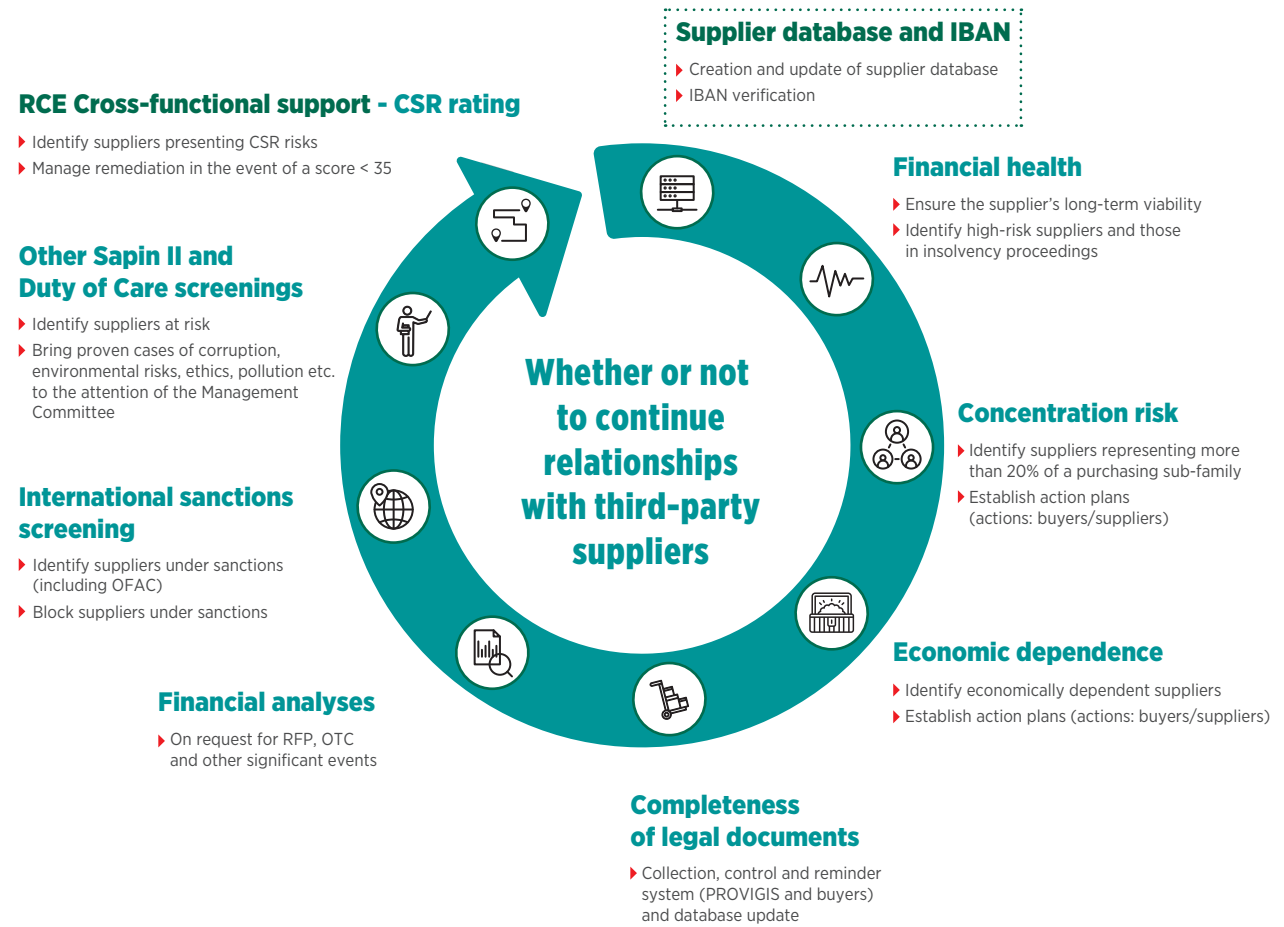 Supplier database and IBAN
Creation and update of supplier database
IBAN verification
Financial health
Ensure the supplier's long-term viability
Identify high-risk suppliers and those
in insolvency proceedings
Concentration risk
Identify suppliers representing more
than 20% of a purchasing sub-family
Establish action plans
(actions: buyers/suppliers)
Economic dependence
Identify economically dependent suppliers
Establish action plans (actions: buyers/suppliers)
Completeness
of legal documents
Collection, control and reminder
system (PROVIGIS and buyers)
and database update
Financial analyses
On request for RFP, OTC
and other significant events
International sanctions
screening
Identify suppliers under sanctions
(including OFAC)
Block suppliers under sanctions
Other Sapin II and
Duty of Care screenings
Identify suppliers at risk
Bring proven cases of corruption,
environmental risks, ethics, pollution etc.
to the attention of the Management
Committee
RCE Cross-functional support - CSR rating
Identify suppliers presenting CSR risks
Manage remediation in the event of a score < 35
Whether or not
to continue
relationships
with third-party
suppliers